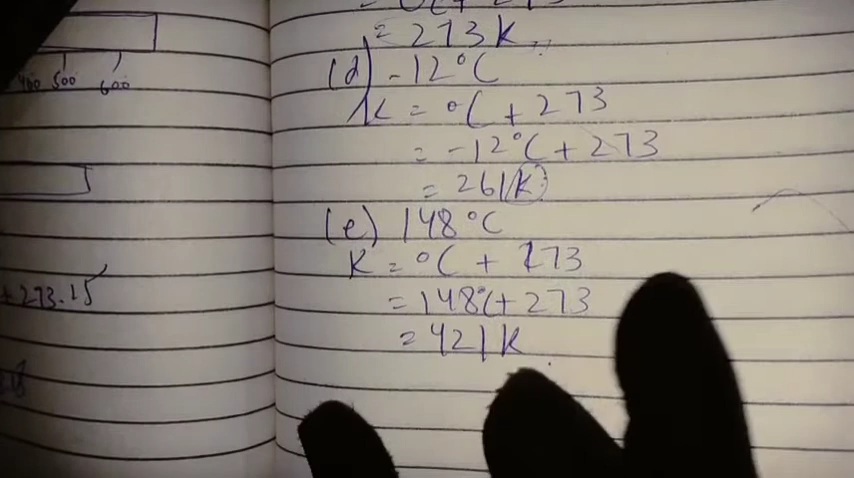 400 500 600
+ 273.15
= 273 K
(d) -12°C
K = °C + 273
= -12°C + 273
= 261 K
(e) 148°C
K = °C + 273
= 148°C + 273
= 421 K